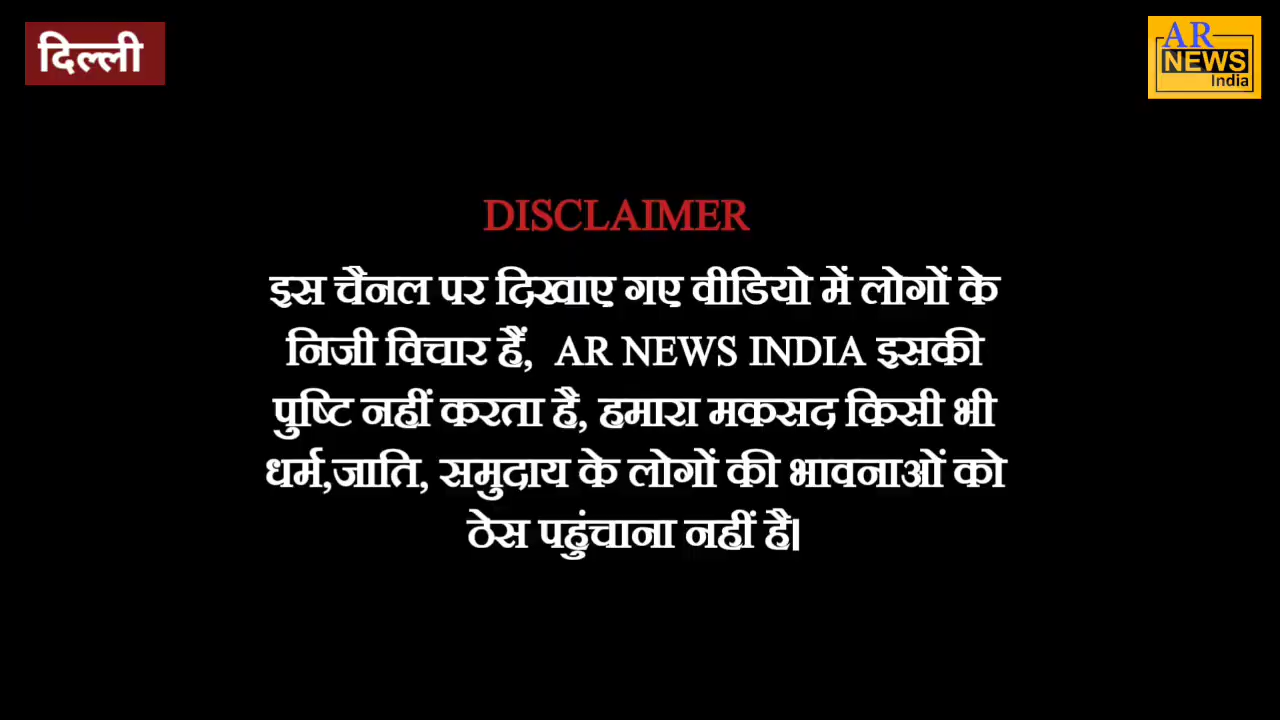 दिल्ली
AR
NEWS
India
DISCLAIMER
इस चैनल पर दिखाए गए वीडियो में लोगों के
निजी विचार हैं, AR NEWS INDIA इसकी
पुष्टि नहीं करता है, हमारा मकसद किसी भी
धर्म,जाति, समुदाय के लोगों की भावनाओं को
ठेस पहुंचाना नहीं है।